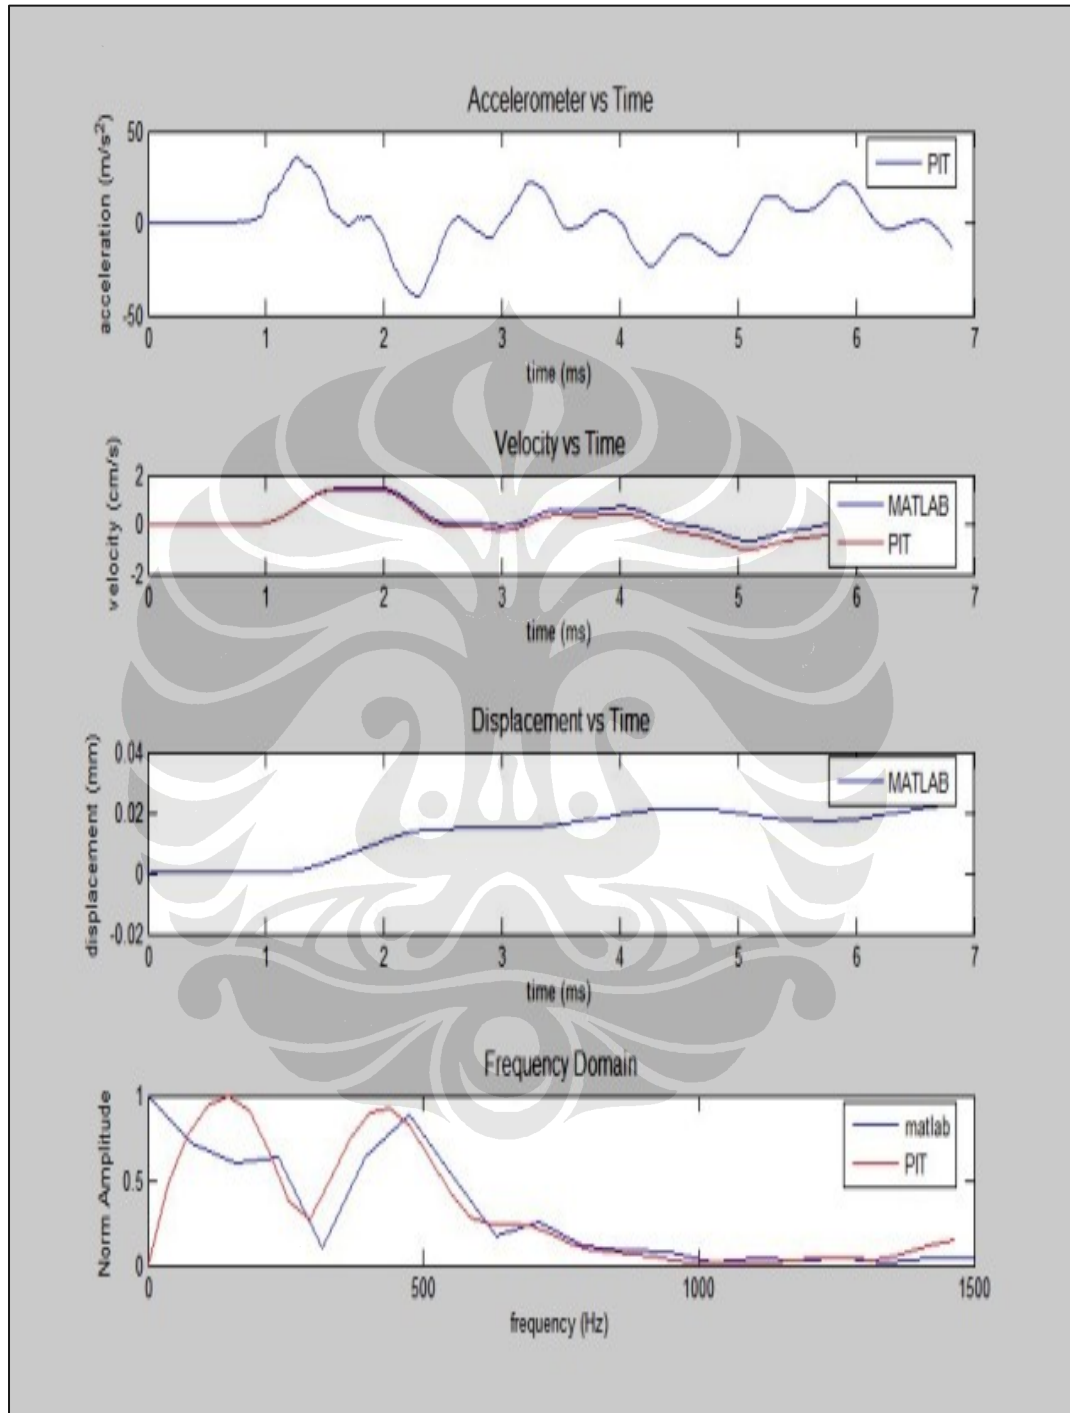 Accelerometer vs Time
acceleration (m/s²)
50
0
-50
PIT
0 1 2 3 4 5 6 7
time (ms)
Velocity vs Time
velocity (cm/s)
2
0
-2
MATLAB
PIT
0 1 2 3 4 5 6 7
time (ms)
Displacement vs Time
displacement (mm)
0.04
0.02
0
-0.02
MATLAB
0 1 2 3 4 5 6 7
time (ms)
Frequency Domain
Norm Amplitude
1
0.5
0
matlab
PIT
0 500 1000 1500
frequency (Hz)